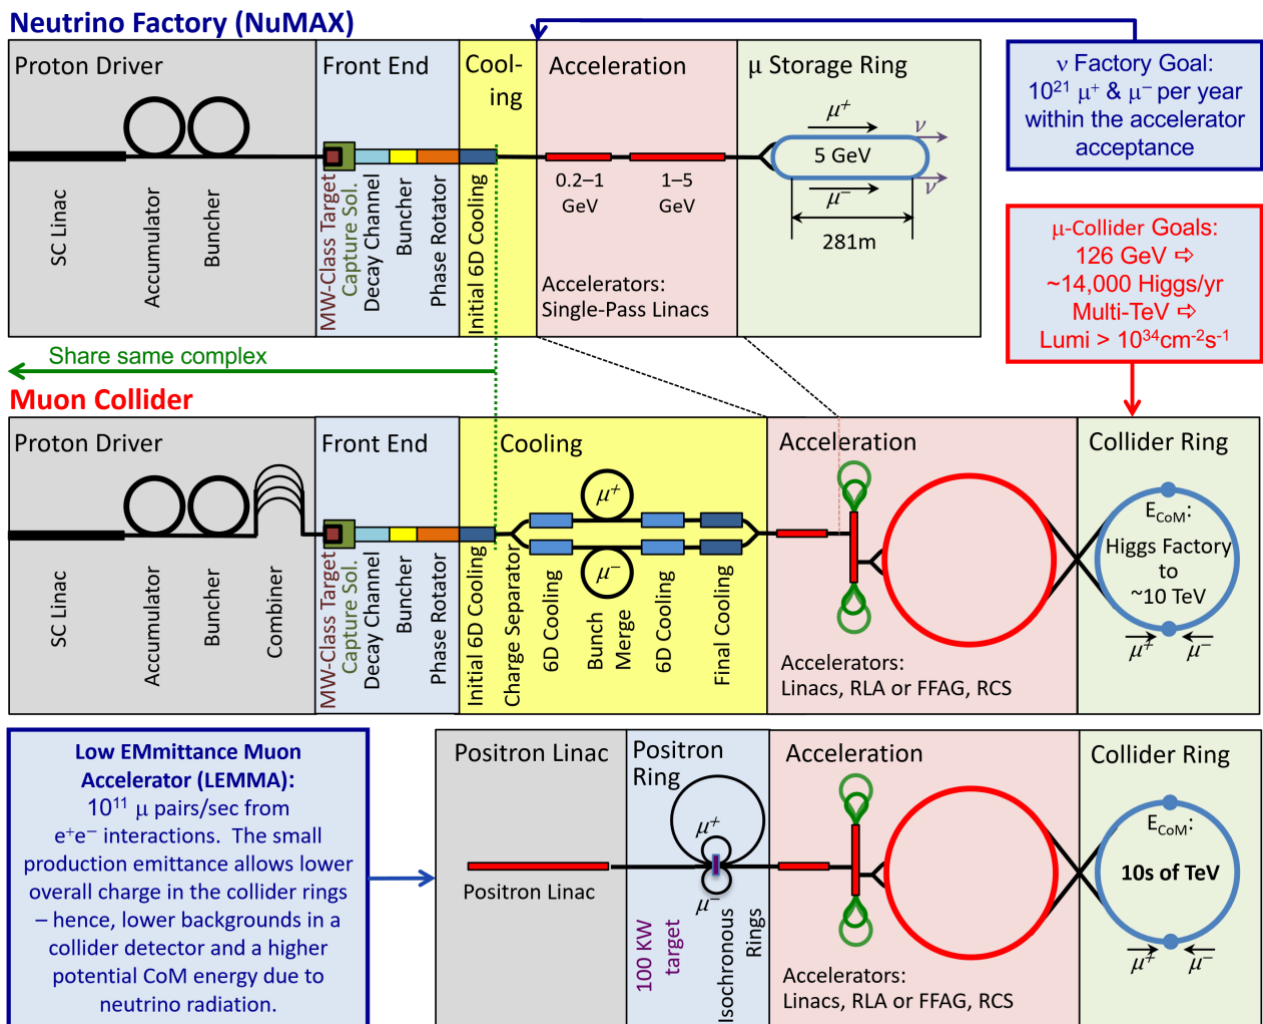 Neutrino Factory (NuMAX)
Proton Driver
Front End
Cool-
ing
Acceleration
μ Storage Ring
SC Linac
Accumulator
Buncher
MW-Class Target
Capture Sol.
Decay Channel
Buncher
Phase Rotator
Initial 6D Cooling
0.2–1
GeV
1–5
GeV
Accelerators:
Single-Pass Linacs
μ⁺
ν
5 GeV
μ⁻
ν
281m
ν Factory Goal:
10²¹ μ⁺ & μ⁻ per year
within the accelerator
acceptance
μ-Collider Goals:
126 GeV ⇨
~14,000 Higgs/yr
Multi-TeV ⇨
Lumi > 10³⁴cm⁻²s⁻¹
Share same complex
Muon Collider
Proton Driver
Front End
Cooling
Acceleration
Collider Ring
SC Linac
Accumulator
Buncher
Combiner
MW-Class Target
Capture Sol.
Decay Channel
Buncher
Phase Rotator
Initial 6D Cooling
Charge Separator
μ⁺
μ⁻
6D Cooling
Bunch
Merge
6D Cooling
Final Cooling
Accelerators:
Linacs, RLA or FFAG, RCS
E_CoM:
Higgs Factory
to
~10 TeV
μ⁺ μ⁻
Low EMmittance Muon
Accelerator (LEMMA):
10¹¹ μ pairs/sec from
e⁺e⁻ interactions. The small
production emittance allows lower
overall charge in the collider rings
– hence, lower backgrounds in a
collider detector and a higher
potential CoM energy due to
neutrino radiation.
Positron Linac
Positron
Ring
Acceleration
Collider Ring
Positron Linac
μ⁺
μ⁻
100 KW
target
Isochronous
Rings
Accelerators:
Linacs, RLA or FFAG, RCS
E_CoM:
10s of TeV
μ⁺ μ⁻